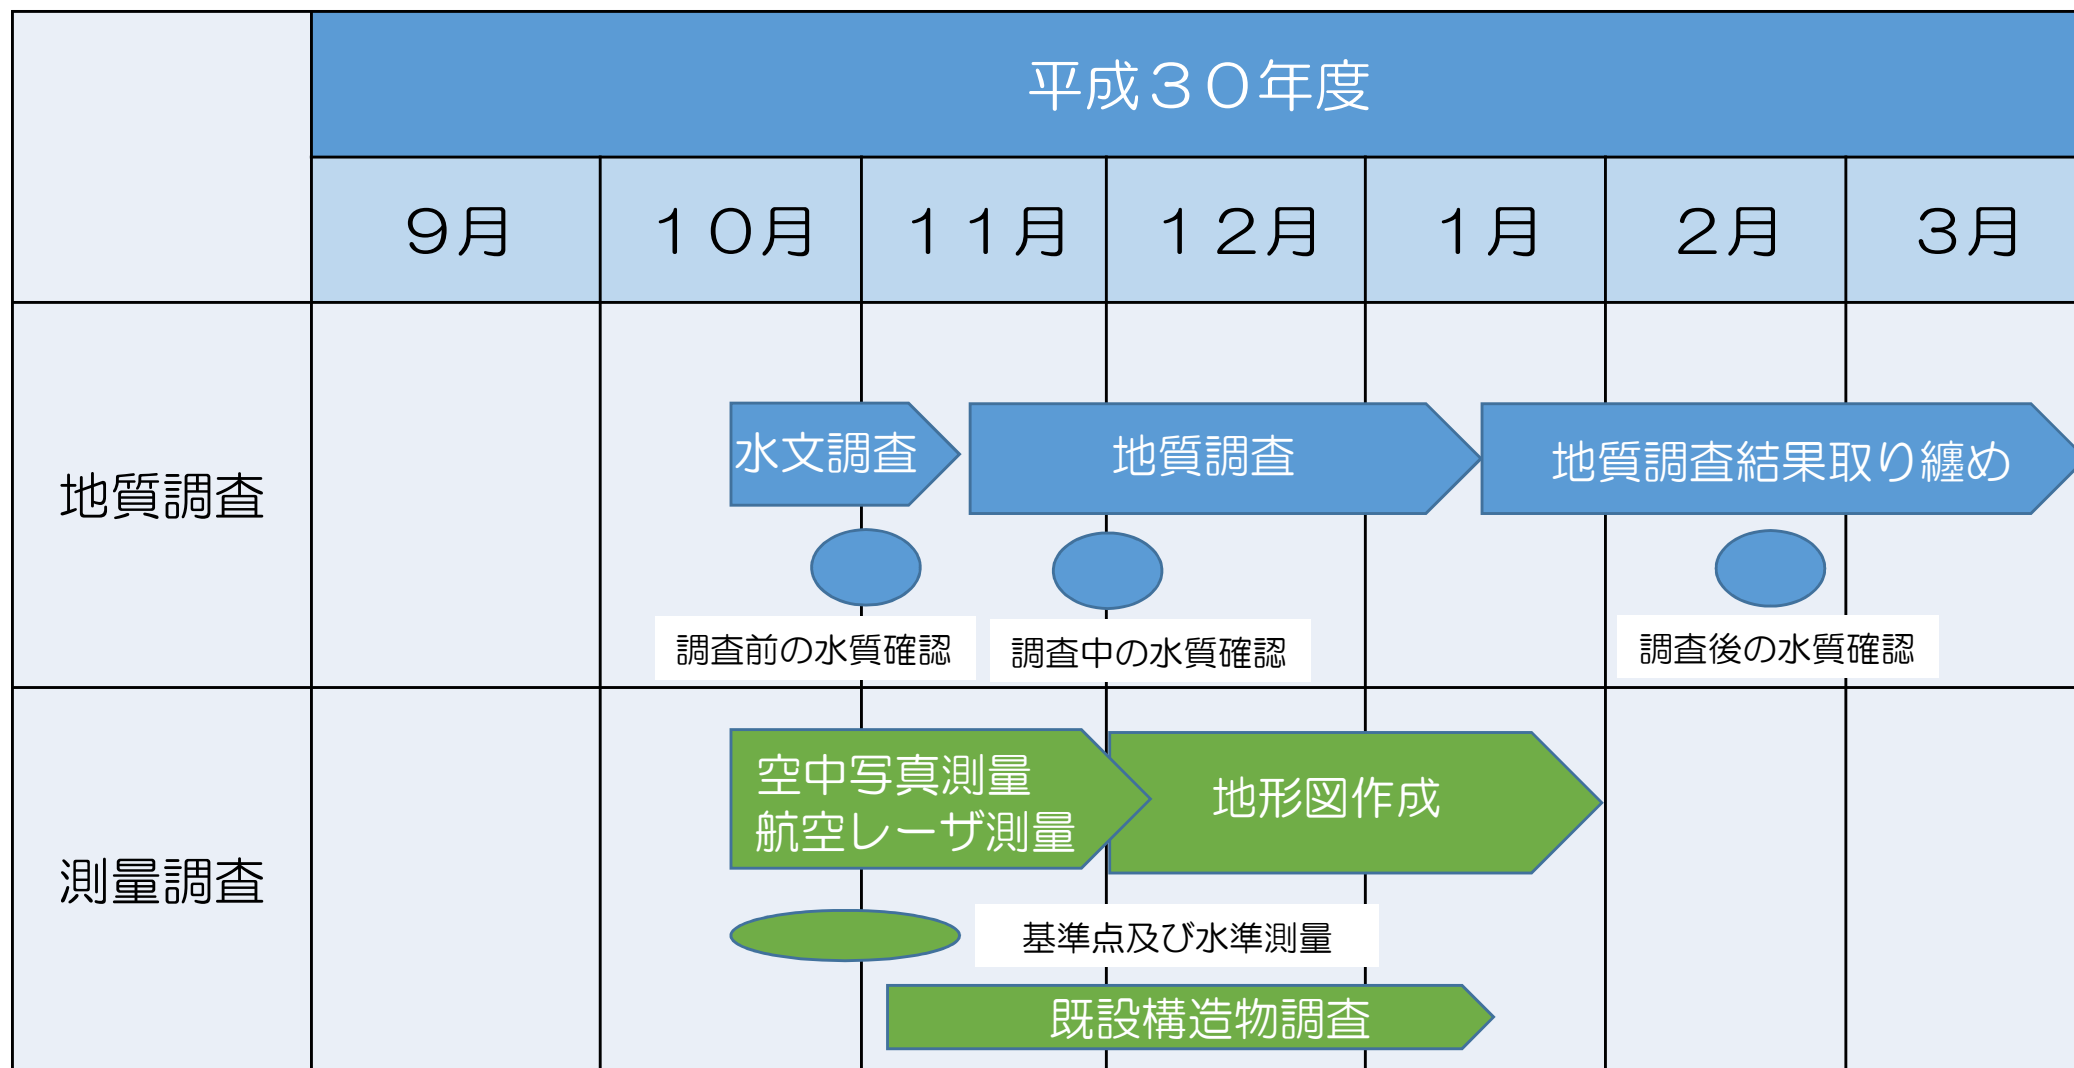 平成３０年度
９月
１０月
１１月
１２月
１月
２月
３月
地質調査
水文調査
地質調査
地質調査結果取り纏め
調査前の水質確認
調査中の水質確認
調査後の水質確認
測量調査
空中写真測量
航空レーザ測量
地形図作成
基準点及び水準測量
既設構造物調査